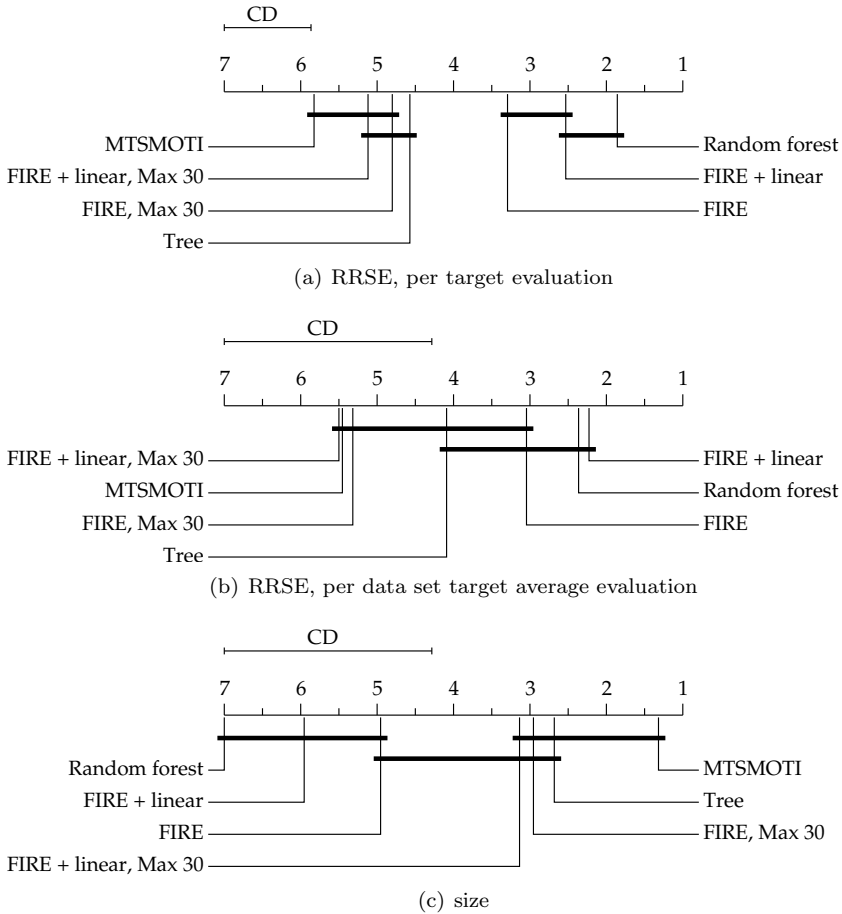 CD
7 6 5 4 3 2 1
MTSMOTI
Random forest
FIRE + linear, Max 30
FIRE + linear
FIRE, Max 30
FIRE
Tree
(a) RRSE, per target evaluation
CD
7 6 5 4 3 2 1
FIRE + linear, Max 30
FIRE + linear
MTSMOTI
Random forest
FIRE, Max 30
FIRE
Tree
(b) RRSE, per data set target average evaluation
CD
7 6 5 4 3 2 1
Random forest
MTSMOTI
FIRE + linear
Tree
FIRE
FIRE, Max 30
FIRE + linear, Max 30
(c) size